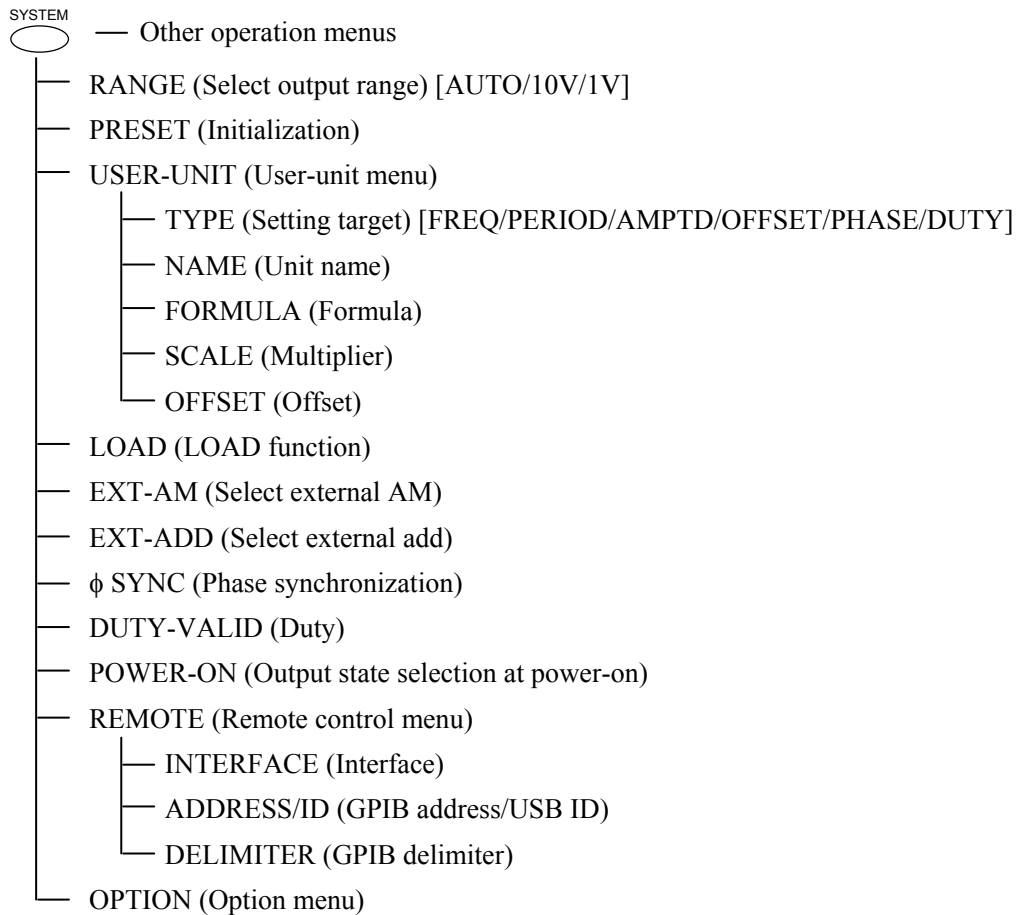 SYSTEM
Other operation menus
RANGE (Select output range) [AUTO/10V/1V]
PRESET (Initialization)
USER-UNIT (User-unit menu)
TYPE (Setting target) [FREQ/PERIOD/AMPTD/OFFSET/PHASE/DUTY]
NAME (Unit name)
FORMULA (Formula)
SCALE (Multiplier)
OFFSET (Offset)
LOAD (LOAD function)
EXT-AM (Select external AM)
EXT-ADD (Select external add)
ϕ SYNC (Phase synchronization)
DUTY-VALID (Duty)
POWER-ON (Output state selection at power-on)
REMOTE (Remote control menu)
INTERFACE (Interface)
ADDRESS/ID (GPIB address/USB ID)
DELIMITER (GPIB delimiter)
OPTION (Option menu)